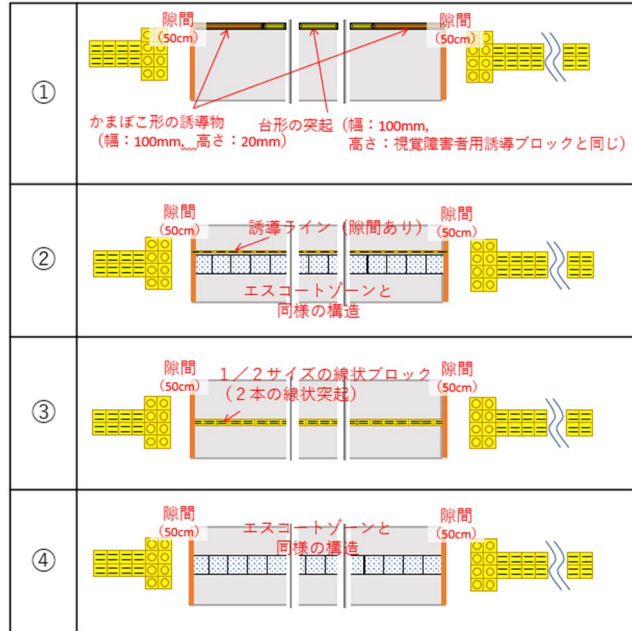 ①
隙間
(50cm)
隙間
(50cm)
かまぼこ形の誘導物
(幅:100mm, 高さ:20mm)
台形の突起(幅:100mm,
高さ:視覚障害者用誘導ブロックと同じ)
②
隙間
(50cm)
隙間
(50cm)
誘導ライン(隙間あり)
エスコートゾーンと
同様の構造
③
隙間
(50cm)
隙間
(50cm)
1/2サイズの線状ブロック
(2本の線状突起)
④
隙間
(50cm)
隙間
(50cm)
エスコートゾーンと
同様の構造